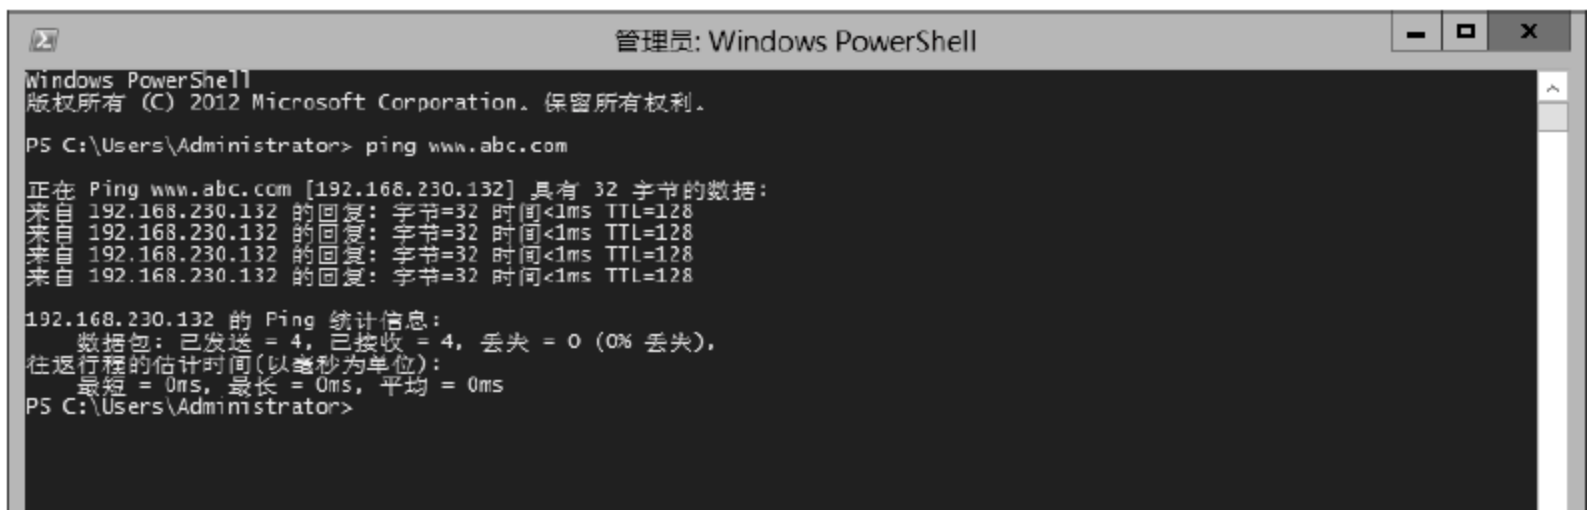 管理员: Windows PowerShell
Windows PowerShell
版权所有 (C) 2012 Microsoft Corporation。保留所有权利。
PS C:\Users\Administrator> ping www.abc.com
正在 Ping www.abc.com [192.168.230.132] 具有 32 字节的数据:
来自 192.168.230.132 的回复: 字节=32 时间<1ms TTL=128
来自 192.168.230.132 的回复: 字节=32 时间<1ms TTL=128
来自 192.168.230.132 的回复: 字节=32 时间<1ms TTL=128
来自 192.168.230.132 的回复: 字节=32 时间<1ms TTL=128
192.168.230.132 的 Ping 统计信息:
数据包: 已发送 = 4, 已接收 = 4, 丢失 = 0 (0% 丢失),
往返行程的估计时间(以毫秒为单位):
最短 = 0ms, 最长 = 0ms, 平均 = 0ms
PS C:\Users\Administrator>